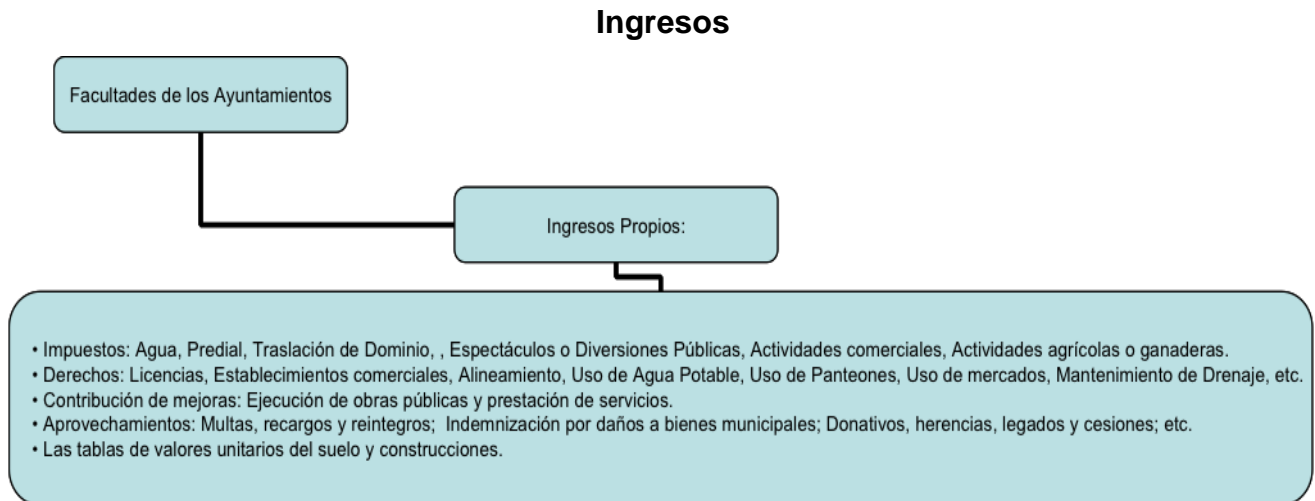 Ingresos
Facultades de los Ayuntamientos
Ingresos Propios:
• Impuestos: Agua, Predial, Traslación de Dominio, , Espectáculos o Diversiones Públicas, Actividades comerciales, Actividades agrícolas o ganaderas.
• Derechos: Licencias, Establecimientos comerciales, Alineamiento, Uso de Agua Potable, Uso de Panteones, Uso de mercados, Mantenimiento de Drenaje, etc.
• Contribución de mejoras: Ejecución de obras públicas y prestación de servicios.
• Aprovechamientos: Multas, recargos y reintegros; Indemnización por daños a bienes municipales; Donativos, herencias, legados y cesiones; etc.
• Las tablas de valores unitarios del suelo y construcciones.